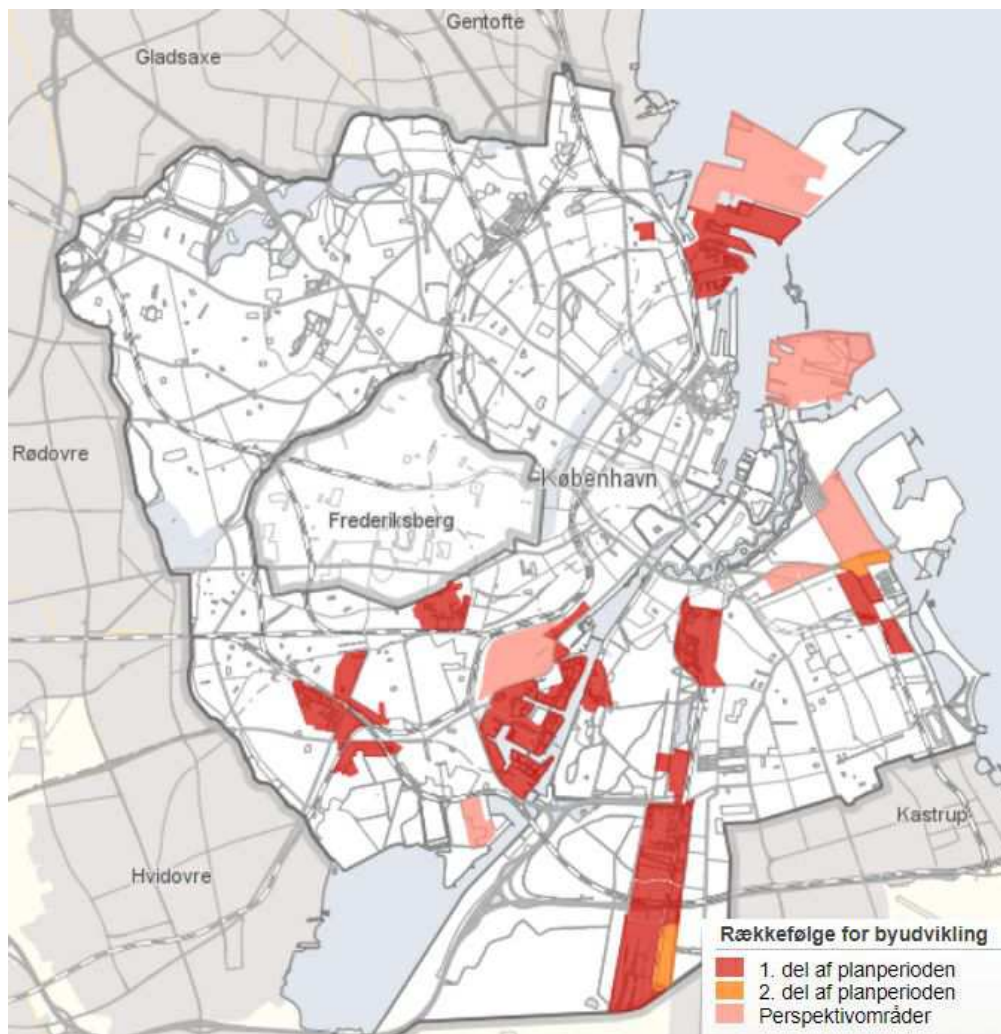 Gentofte
Gladsaxe
Rødovre
København
Frederiksberg
Kastrup
Hvidovre
Rækkefølge for byudvikling
1. del af planperioden
2. del af planperioden
Perspektivområder